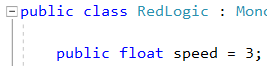 public class RedLogic : Mono
public float speed = 3;